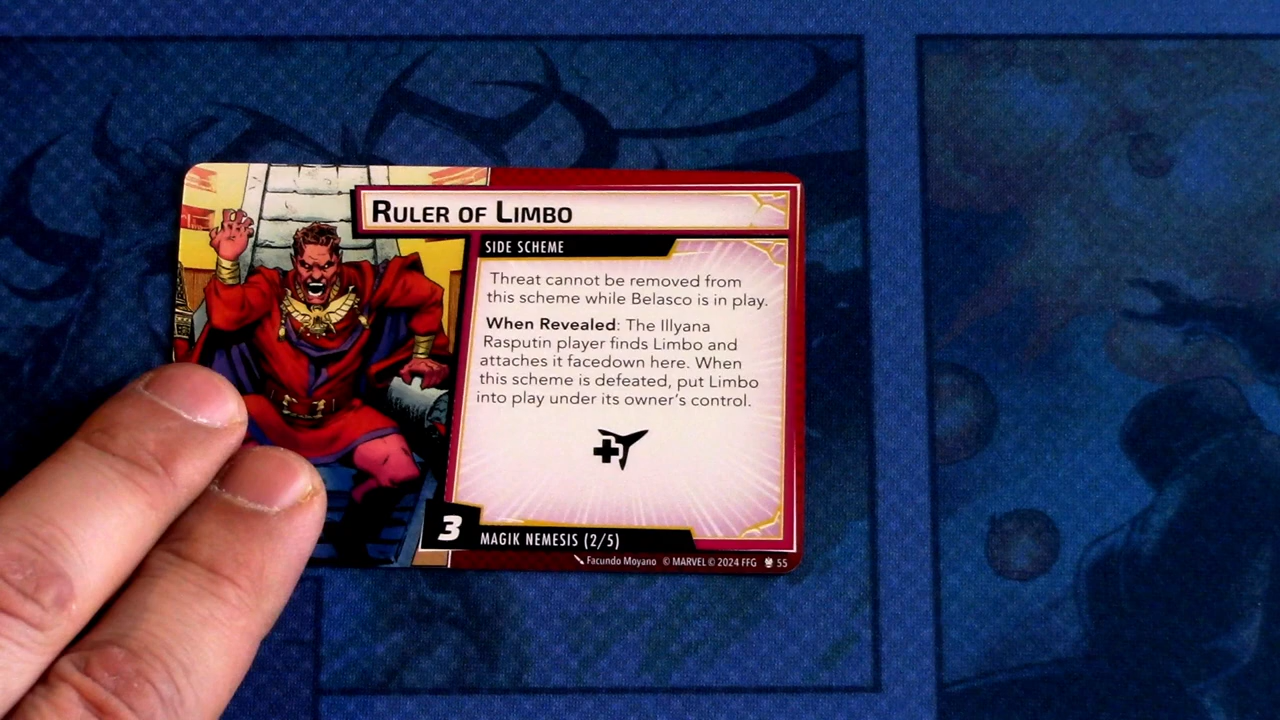 RULER OF LIMBO
SIDE SCHEME
Threat cannot be removed from
this scheme while Belasco is in play.
When Revealed: The Illyana
Rasputin player finds Limbo and
attaches it facedown here. When
this scheme is defeated, put Limbo
into play under its owner's control.
3
MAGIK NEMESIS (2/5)
Facundo Moyano © MARVEL © 2024 FFG 55